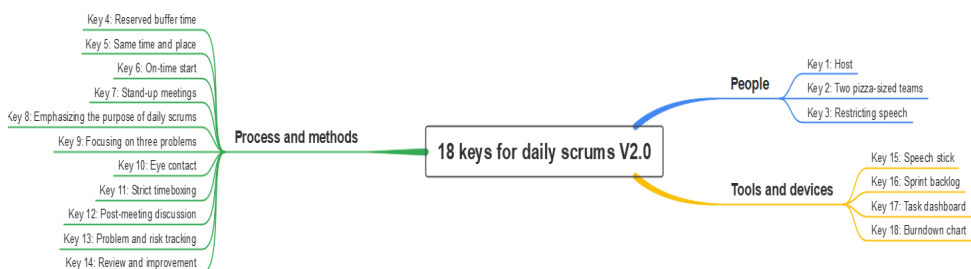 18 keys for daily scrums V2.0
People
Key 1: Host
Key 2: Two pizza-sized teams
Key 3: Restricting speech
Process and methods
Key 4: Reserved buffer time
Key 5: Same time and place
Key 6: On-time start
Key 7: Stand-up meetings
Key 8: Emphasizing the purpose of daily scrums
Key 9: Focusing on three problems
Key 10: Eye contact
Key 11: Strict timeboxing
Key 12: Post-meeting discussion
Key 13: Problem and risk tracking
Key 14: Review and improvement
Tools and devices
Key 15: Speech stick
Key 16: Sprint backlog
Key 17: Task dashboard
Key 18: Burndown chart